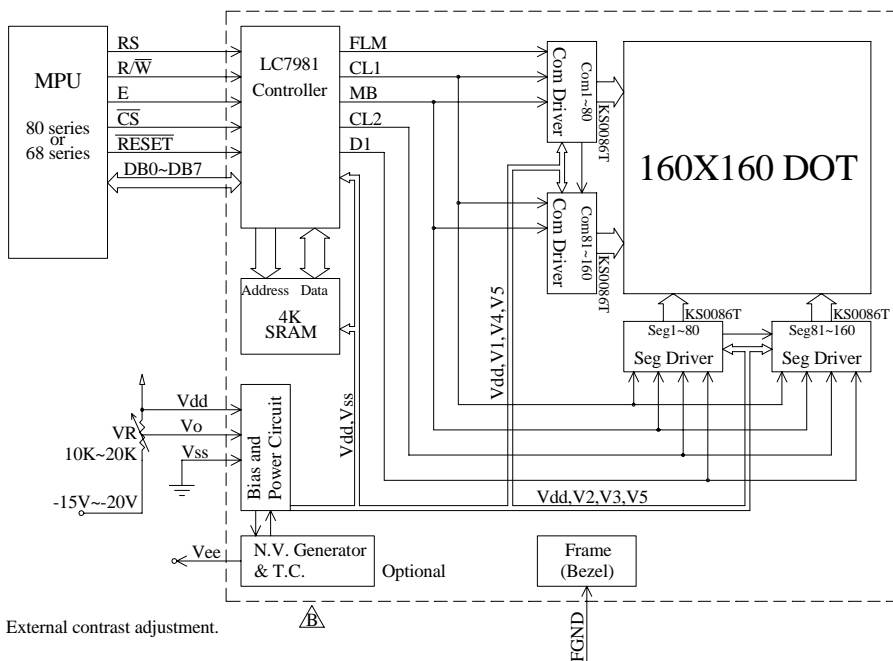 MPU
80 series
or
68 series
RS
R/W̅
E
C̅S̅
R̅E̅S̅E̅T̅
DB0~DB7
LC7981
Controller
FLM
CL1
MB
CL2
D1
Com Driver
Com1~80
KS0086T
Com Driver
Com81~160
KS0086T
160X160 DOT
Address Data
4K
SRAM
KS0086T
Seg1~80
Seg Driver
KS0086T
Seg81~160
Seg Driver
Vdd,V1,V4,V5
Vdd,Vss
Vdd,V2,V3,V5
Vdd
Vo
Vss
VR
10K~20K
-15V~-20V
Bias and
Power Circuit
Vee
N.V. Generator
& T.C.
Optional
Frame
(Bezel)
FGND
B
External contrast adjustment.